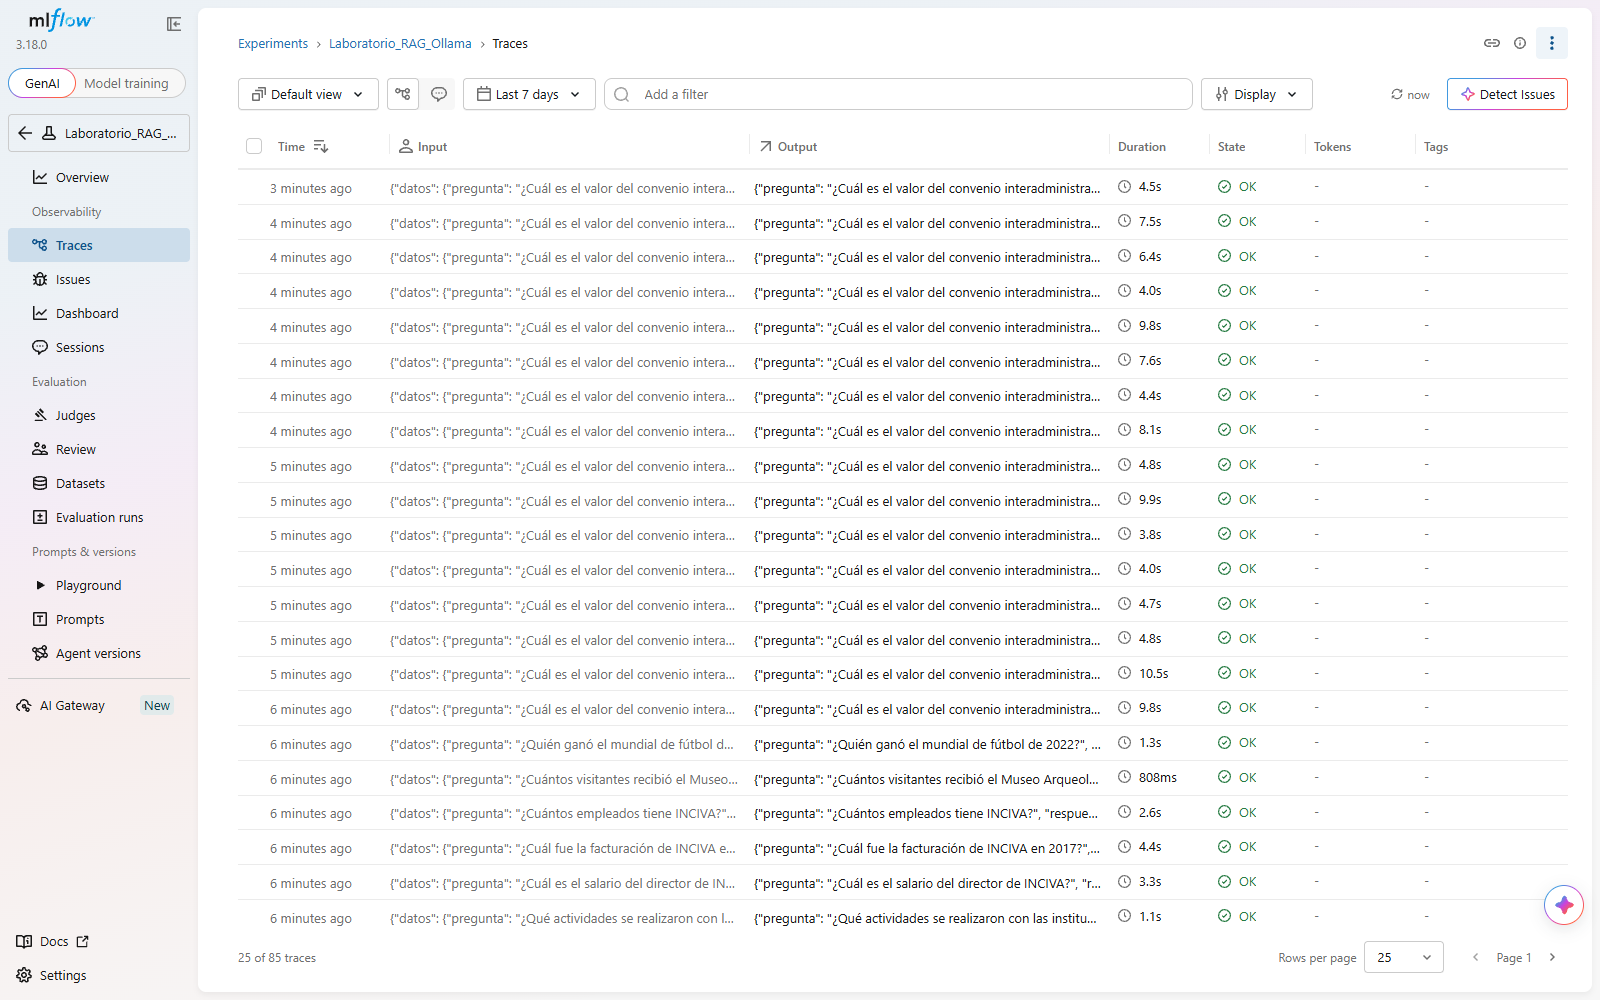 mlflow
3.18.0
GenAI Model training
Laboratorio_RAG_...
Overview
Observability
Traces
Issues
Dashboard
Sessions
Evaluation
Judges
Review
Datasets
Evaluation runs
Prompts & versions
Playground
Prompts
Agent versions
AI Gateway New
Docs
Settings
Experiments › Laboratorio_RAG_Ollama › Traces
Default view Last 7 days Add a filter Display now Detect Issues
Time Input Output Duration State Tokens Tags
3 minutes ago {"datos": {"pregunta": "¿Cuál es el valor del convenio intera... {"pregunta": "¿Cuál es el valor del convenio interadministra... 4.5s OK - -
4 minutes ago {"datos": {"pregunta": "¿Cuál es el valor del convenio intera... {"pregunta": "¿Cuál es el valor del convenio interadministra... 7.5s OK - -
4 minutes ago {"datos": {"pregunta": "¿Cuál es el valor del convenio intera... {"pregunta": "¿Cuál es el valor del convenio interadministra... 6.4s OK - -
4 minutes ago {"datos": {"pregunta": "¿Cuál es el valor del convenio intera... {"pregunta": "¿Cuál es el valor del convenio interadministra... 4.0s OK - -
4 minutes ago {"datos": {"pregunta": "¿Cuál es el valor del convenio intera... {"pregunta": "¿Cuál es el valor del convenio interadministra... 9.8s OK - -
4 minutes ago {"datos": {"pregunta": "¿Cuál es el valor del convenio intera... {"pregunta": "¿Cuál es el valor del convenio interadministra... 7.6s OK - -
4 minutes ago {"datos": {"pregunta": "¿Cuál es el valor del convenio intera... {"pregunta": "¿Cuál es el valor del convenio interadministra... 4.4s OK - -
4 minutes ago {"datos": {"pregunta": "¿Cuál es el valor del convenio intera... {"pregunta": "¿Cuál es el valor del convenio interadministra... 8.1s OK - -
5 minutes ago {"datos": {"pregunta": "¿Cuál es el valor del convenio intera... {"pregunta": "¿Cuál es el valor del convenio interadministra... 4.8s OK - -
5 minutes ago {"datos": {"pregunta": "¿Cuál es el valor del convenio intera... {"pregunta": "¿Cuál es el valor del convenio interadministra... 9.9s OK - -
5 minutes ago {"datos": {"pregunta": "¿Cuál es el valor del convenio intera... {"pregunta": "¿Cuál es el valor del convenio interadministra... 3.8s OK - -
5 minutes ago {"datos": {"pregunta": "¿Cuál es el valor del convenio intera... {"pregunta": "¿Cuál es el valor del convenio interadministra... 4.0s OK - -
5 minutes ago {"datos": {"pregunta": "¿Cuál es el valor del convenio intera... {"pregunta": "¿Cuál es el valor del convenio interadministra... 4.7s OK - -
5 minutes ago {"datos": {"pregunta": "¿Cuál es el valor del convenio intera... {"pregunta": "¿Cuál es el valor del convenio interadministra... 4.8s OK - -
5 minutes ago {"datos": {"pregunta": "¿Cuál es el valor del convenio intera... {"pregunta": "¿Cuál es el valor del convenio interadministra... 10.5s OK - -
6 minutes ago {"datos": {"pregunta": "¿Cuál es el valor del convenio intera... {"pregunta": "¿Cuál es el valor del convenio interadministra... 9.8s OK - -
6 minutes ago {"datos": {"pregunta": "¿Quién ganó el mundial de fútbol d... {"pregunta": "¿Quién ganó el mundial de fútbol de 2022?", ... 1.3s OK - -
6 minutes ago {"datos": {"pregunta": "¿Cuántos visitantes recibió el Museo... {"pregunta": "¿Cuántos visitantes recibió el Museo Arqueol... 808ms OK - -
6 minutes ago {"datos": {"pregunta": "¿Cuántos empleados tiene INCIVA?"... {"pregunta": "¿Cuántos empleados tiene INCIVA?", "respue... 2.6s OK - -
6 minutes ago {"datos": {"pregunta": "¿Cuál fue la facturación de INCIVA e... {"pregunta": "¿Cuál fue la facturación de INCIVA en 2017?",... 4.4s OK - -
6 minutes ago {"datos": {"pregunta": "¿Cuál es el salario del director de IN... {"pregunta": "¿Cuál es el salario del director de INCIVA?", "r... 3.3s OK - -
6 minutes ago {"datos": {"pregunta": "¿Qué actividades se realizaron con l... {"pregunta": "¿Qué actividades se realizaron con las institu... 1.1s OK - -
25 of 85 traces Rows per page 25 Page 1